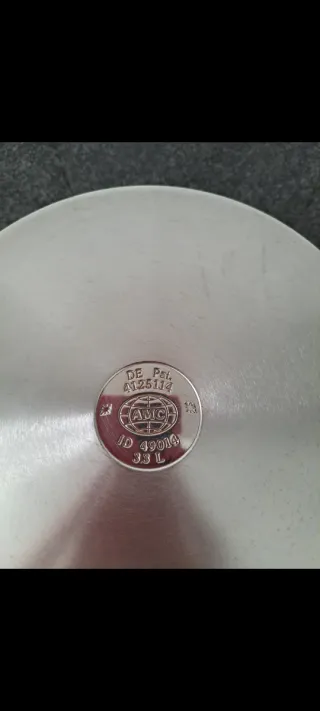 DE Pat.
4125114
AMC
ID 49014
3.3 L